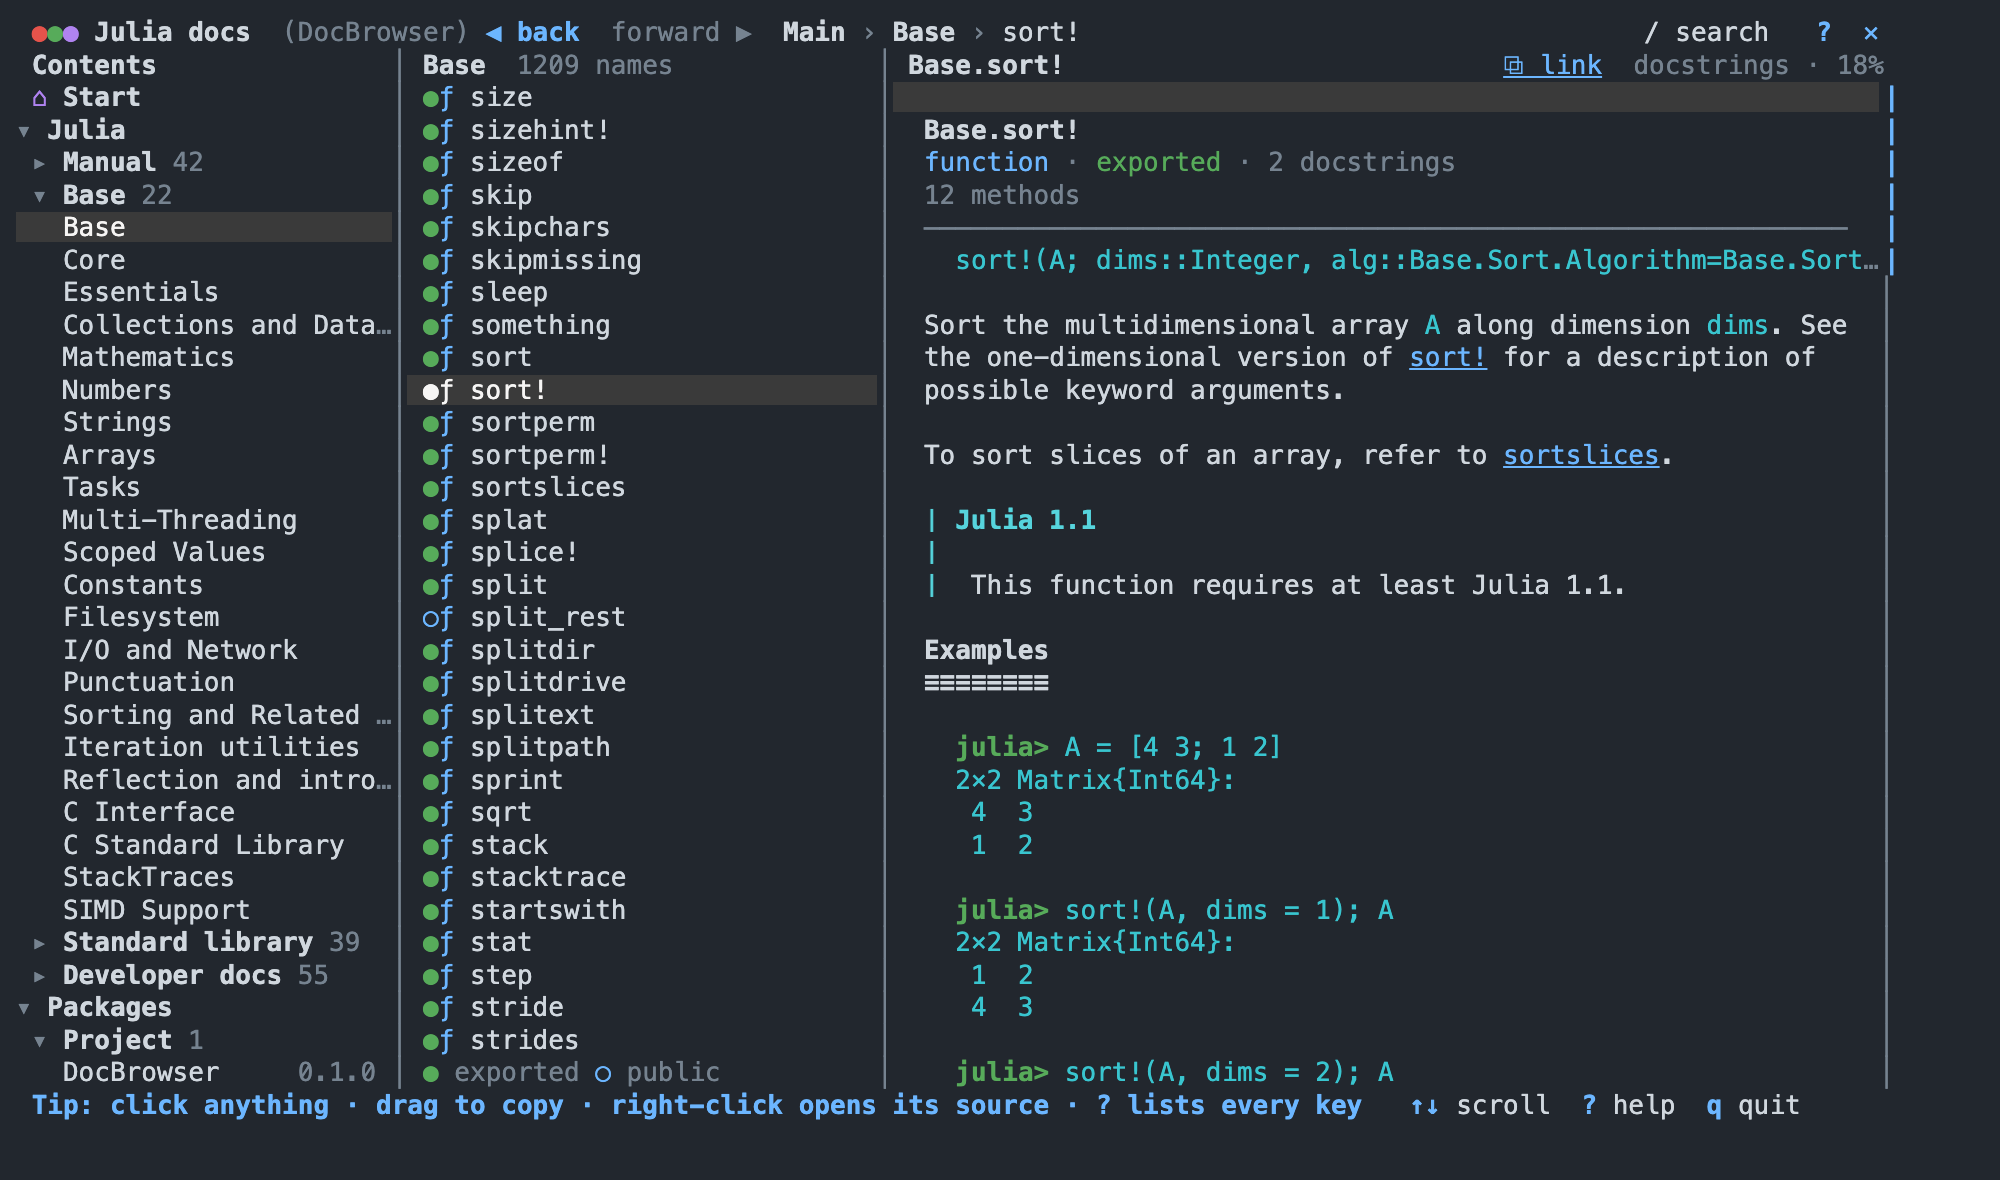 Julia docs (DocBrowser) ◀ back forward ▶ Main › Base › sort! / search ? ×
Contents
⌂ Start
▾ Julia
▸ Manual 42
▾ Base 22
Base
Core
Essentials
Collections and Data…
Mathematics
Numbers
Strings
Arrays
Tasks
Multi-Threading
Scoped Values
Constants
Filesystem
I/O and Network
Punctuation
Sorting and Related …
Iteration utilities
Reflection and intro…
C Interface
C Standard Library
StackTraces
SIMD Support
▸ Standard library 39
▸ Developer docs 55
▾ Packages
▾ Project 1
DocBrowser 0.1.0
Base 1209 names
●ƒ size
●ƒ sizehint!
●ƒ sizeof
●ƒ skip
●ƒ skipchars
●ƒ skipmissing
●ƒ sleep
●ƒ something
●ƒ sort
●ƒ sort!
●ƒ sortperm
●ƒ sortperm!
●ƒ sortslices
●ƒ splat
●ƒ splice!
●ƒ split
○ƒ split_rest
●ƒ splitdir
●ƒ splitdrive
●ƒ splitext
●ƒ splitpath
●ƒ sprint
●ƒ sqrt
●ƒ stack
●ƒ stacktrace
●ƒ startswith
●ƒ stat
●ƒ step
●ƒ stride
●ƒ strides
● exported ○ public
Base.sort! ⧉ link docstrings · 18%
Base.sort!
function · exported · 2 docstrings
12 methods
sort!(A; dims::Integer, alg::Base.Sort.Algorithm=Base.Sort…
Sort the multidimensional array A along dimension dims. See
the one-dimensional version of sort! for a description of
possible keyword arguments.
To sort slices of an array, refer to sortslices.
| Julia 1.1
|
| This function requires at least Julia 1.1.
Examples
≡≡≡≡≡≡≡≡
julia> A = [4 3; 1 2]
2×2 Matrix{Int64}:
4 3
1 2
julia> sort!(A, dims = 1); A
2×2 Matrix{Int64}:
1 2
4 3
julia> sort!(A, dims = 2); A
Tip: click anything · drag to copy · right-click opens its source · ? lists every key ↑↓ scroll ? help q quit